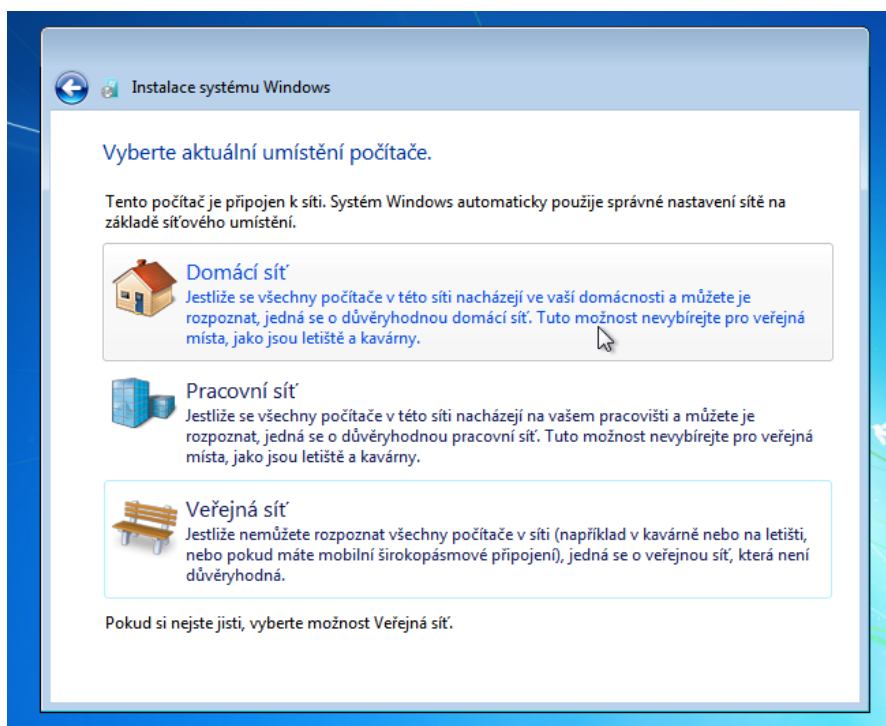 Instalace systému Windows
Vyberte aktuální umístění počítače.
Tento počítač je připojen k síti. Systém Windows automaticky použije správné nastavení sítě na
základě síťového umístění.
Domácí síť
Jestliže se všechny počítače v této síti nacházejí ve vaší domácnosti a můžete je
rozpoznat, jedná se o důvěryhodnou domácí síť. Tuto možnost nevybírejte pro veřejná
místa, jako jsou letiště a kavárny.
Pracovní síť
Jestliže se všechny počítače v této síti nacházejí na vašem pracovišti a můžete je
rozpoznat, jedná se o důvěryhodnou pracovní síť. Tuto možnost nevybírejte pro veřejná
místa, jako jsou letiště a kavárny.
Veřejná síť
Jestliže nemůžete rozpoznat všechny počítače v síti (například v kavárně nebo na letišti,
nebo pokud máte mobilní širokopásmové připojení), jedná se o veřejnou síť, která není
důvěryhodná.
Pokud si nejste jisti, vyberte možnost Veřejná síť.